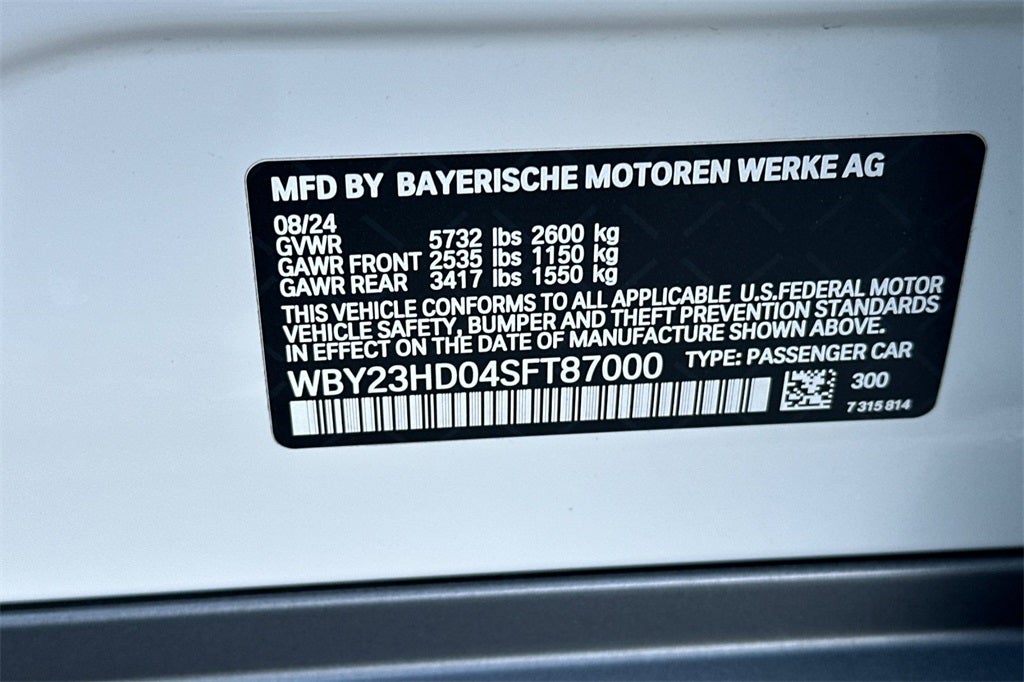 MFD BY BAYERISCHE MOTOREN WERKE AG
08/24
GVWR 5732 lbs 2600 kg
GAWR FRONT 2535 lbs 1150 kg
GAWR REAR 3417 lbs 1550 kg
THIS VEHICLE CONFORMS TO ALL APPLICABLE U.S.FEDERAL MOTOR
VEHICLE SAFETY, BUMPER AND THEFT PREVENTION STANDARDS
IN EFFECT ON THE DATE OF MANUFACTURE SHOWN ABOVE.
WBY23HD04SFT87000 TYPE: PASSENGER CAR
300
7 315 814